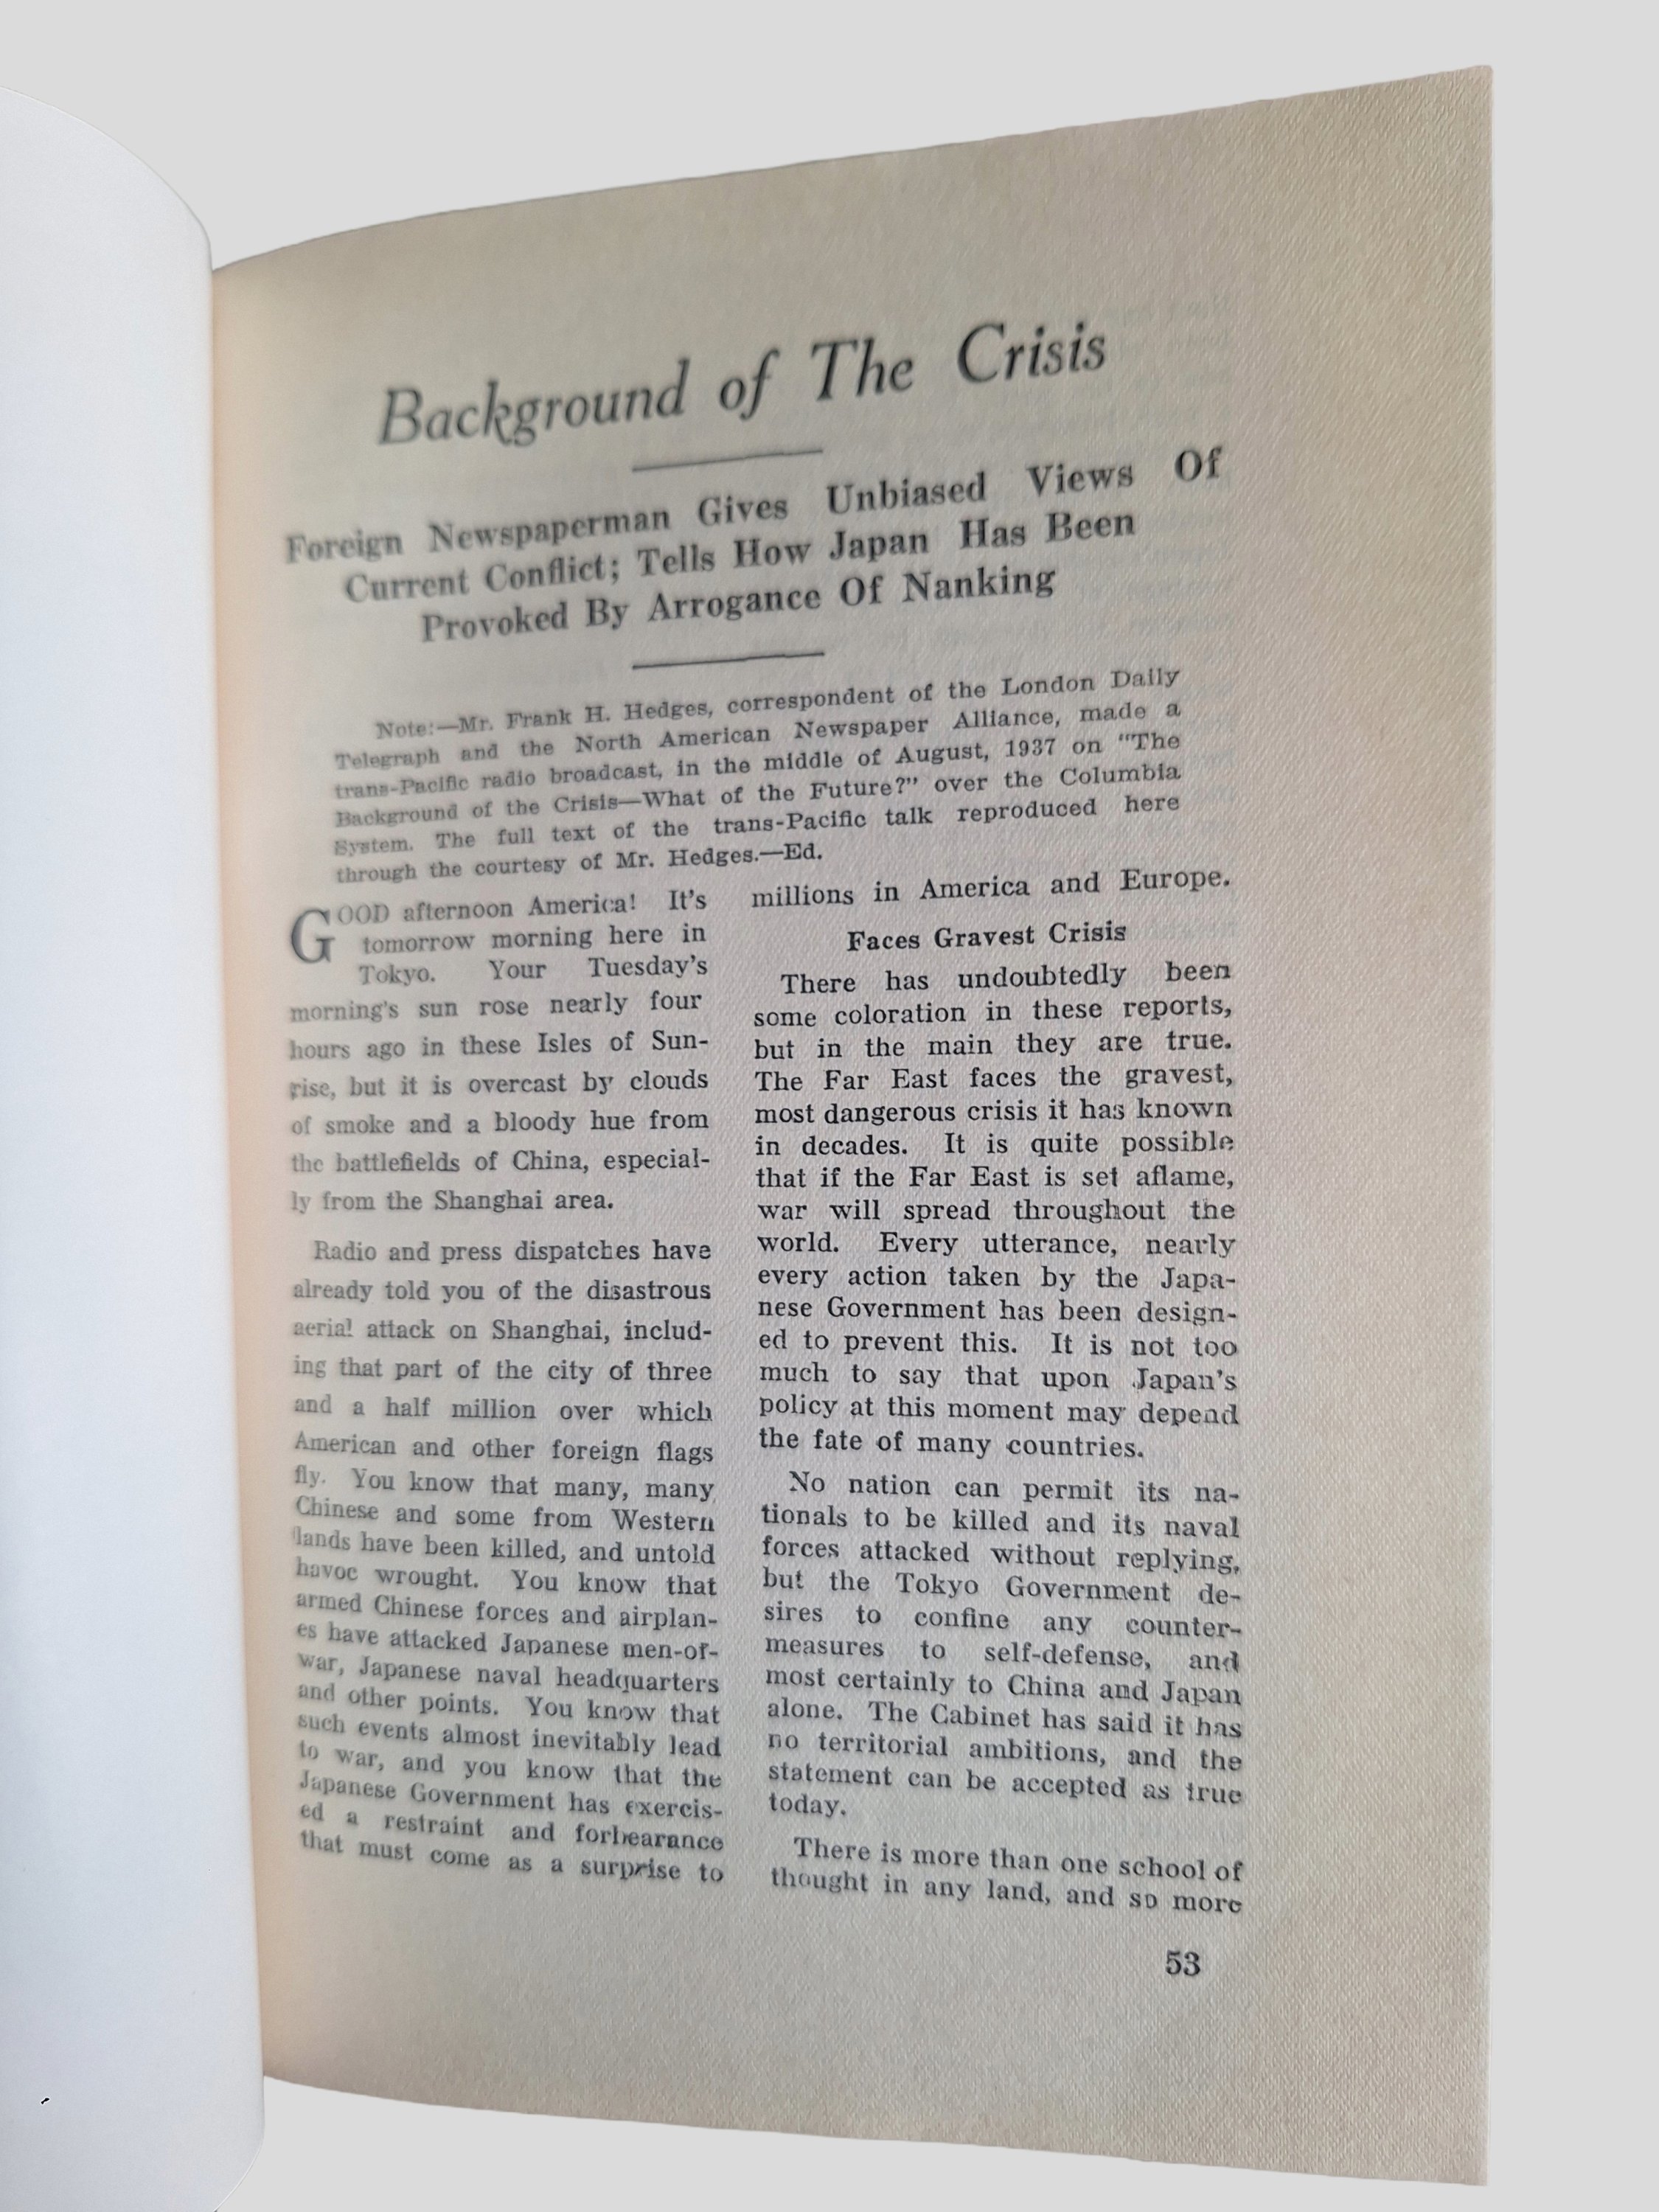 Background of The Crisis
Foreign Newspaperman Gives Unbiased Views Of
Current Conflict; Tells How Japan Has Been
Provoked By Arrogance Of Nanking
Note:—Mr. Frank H. Hedges, correspondent of the London Daily
Telegraph and the North American Newspaper Alliance, made a
trans-Pacific radio broadcast, in the middle of August, 1937 on "The
Background of the Crisis—What of the Future?" over the Columbia
System. The full text of the trans-Pacific talk reproduced here
through the courtesy of Mr. Hedges.—Ed.
GOOD afternoon America! It's
tomorrow morning here in
Tokyo. Your Tuesday's
morning's sun rose nearly four
hours ago in these Isles of Sun-
rise, but it is overcast by clouds
of smoke and a bloody hue from
the battlefields of China, especial-
ly from the Shanghai area.
Radio and press dispatches have
already told you of the disastrous
aerial attack on Shanghai, includ-
ing that part of the city of three
and a half million over which
American and other foreign flags
fly. You know that many, many
Chinese and some from Western
lands have been killed, and untold
havoc wrought. You know that
armed Chinese forces and airplan-
es have attacked Japanese men-of-
war, Japanese naval headquarters
and other points. You know that
such events almost inevitably lead
to war, and you know that the
Japanese Government has exercis-
ed a restraint and forbearance
that must come as a surprise to
millions in America and Europe.
Faces Gravest Crisis
There has undoubtedly been
some coloration in these reports,
but in the main they are true.
The Far East faces the gravest,
most dangerous crisis it has known
in decades. It is quite possible
that if the Far East is set aflame,
war will spread throughout the
world. Every utterance, nearly
every action taken by the Japa-
nese Government has been design-
ed to prevent this. It is not too
much to say that upon Japan's
policy at this moment may depend
the fate of many countries.
No nation can permit its na-
tionals to be killed and its naval
forces attacked without replying,
but the Tokyo Government de-
sires to confine any counter-
measures to self-defense, and
most certainly to China and Japan
alone. The Cabinet has said it has
no territorial ambitions, and the
statement can be accepted as true
today.
There is more than one school of
thought in any land, and so more
53